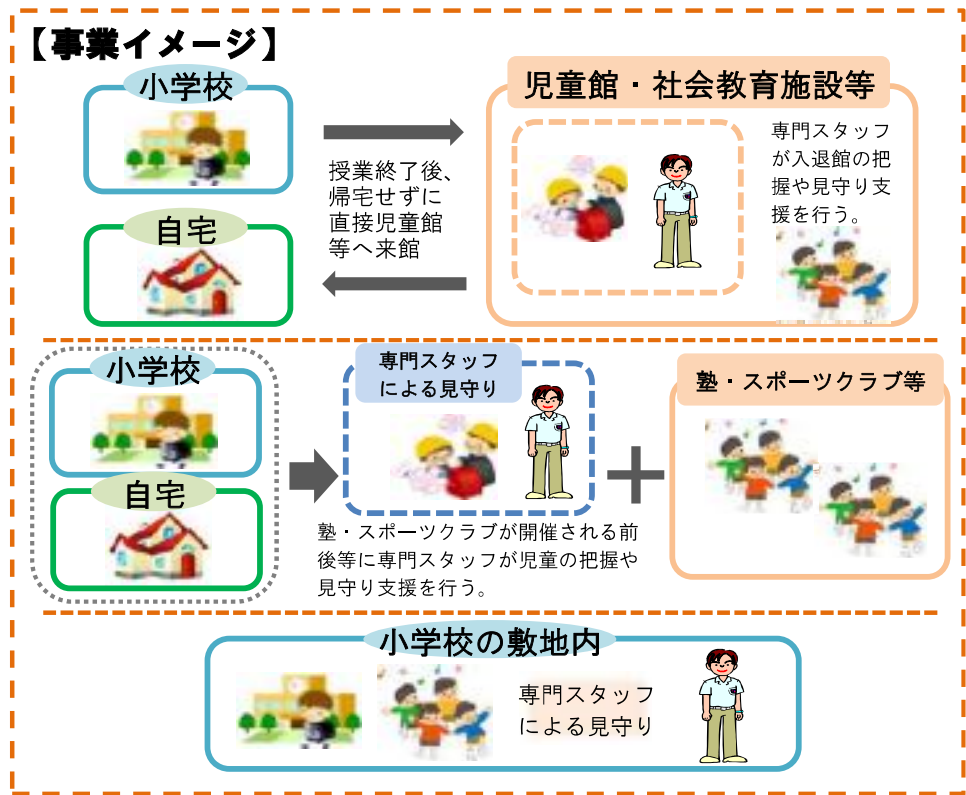 【事業イメージ】
小学校
児童館・社会教育施設等
専門スタッフ
が入退館の把
握や見守り支
援を行う。
授業終了後、
帰宅せずに
直接児童館
等へ来館
自宅
小学校
自宅
専門スタッフ
による見守り
塾・スポーツクラブ等
塾・スポーツクラブが開催される前
後等に専門スタッフが児童の把握や
見守り支援を行う。
小学校の敷地内
専門スタッフ
による見守り